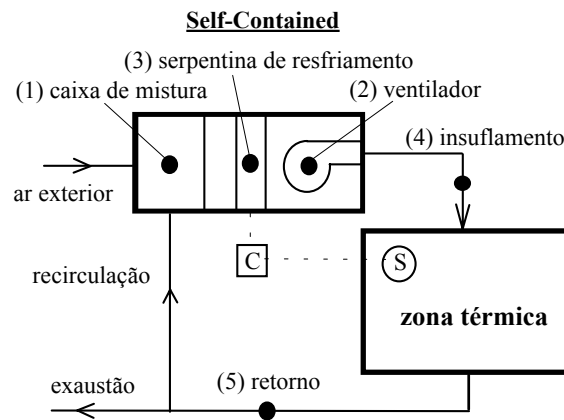 Self-Contained
(3) serpentina de resfriamento
(1) caixa de mistura
(2) ventilador
(4) insuflamento
ar exterior
C
S
recirculação
zona térmica
exaustão
(5) retorno